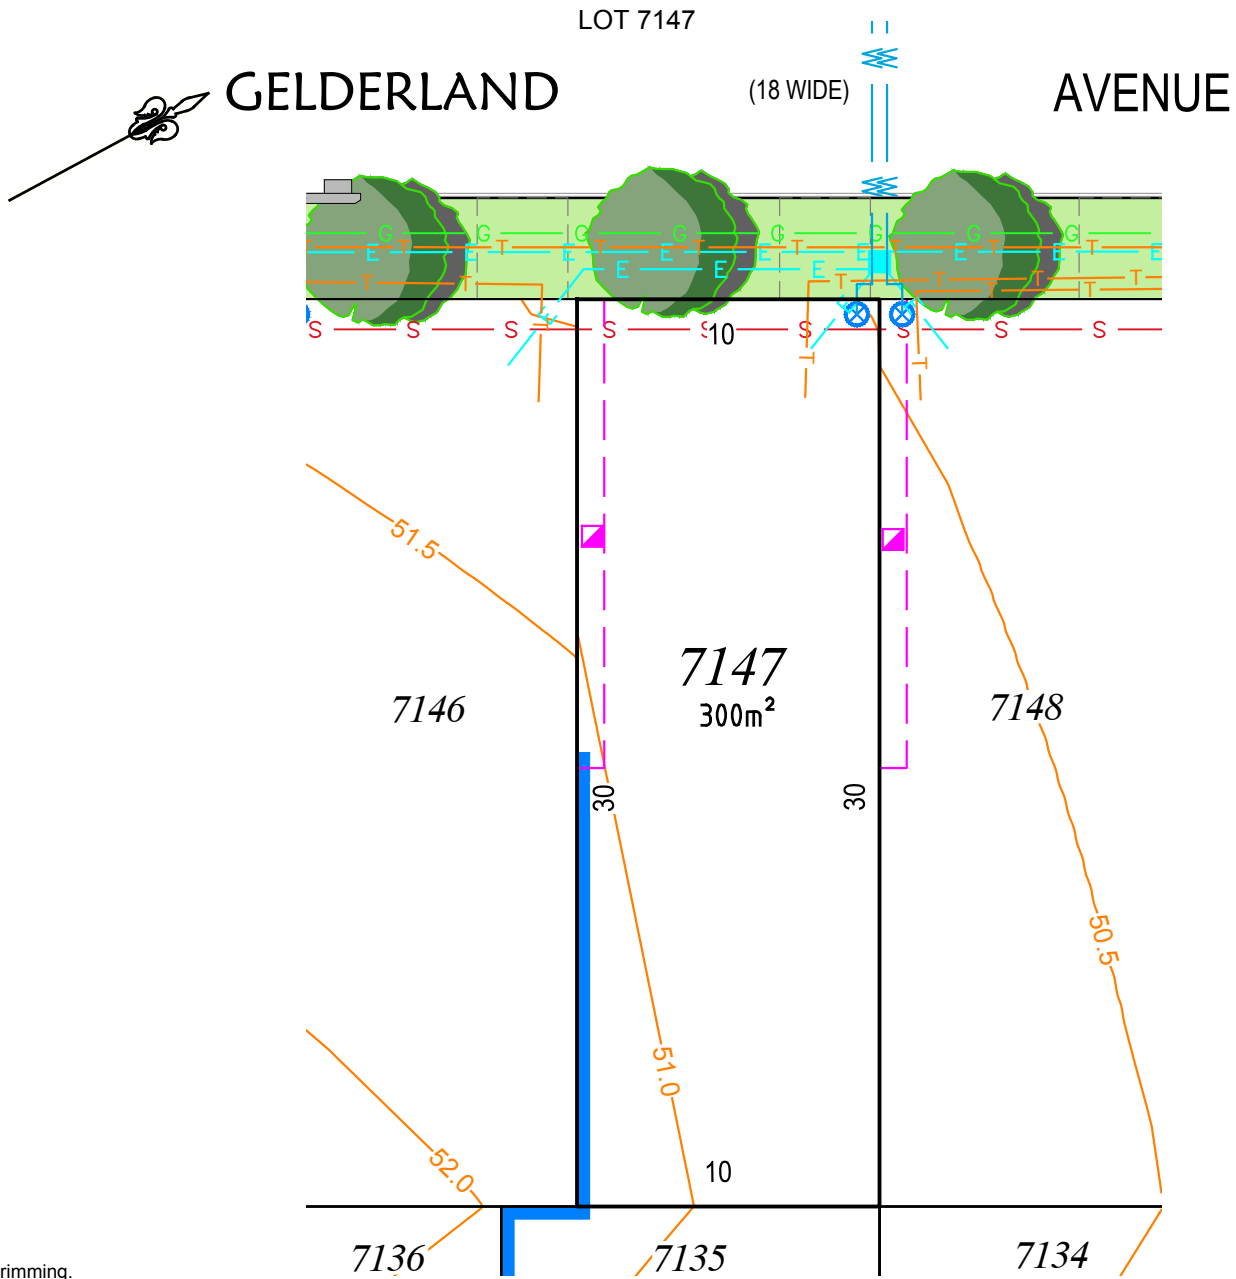 LOT 7147
GELDERLAND (18 WIDE) AVENUE
G G G G G G G G
T T T T T T T T
E E E E E E E E E
E E E
T T T T T T
T E E E T
S S S S S S S S S
10
T T
51.5
7147
300m²
7146 7148
30 30
50.5
51.0
52.0
10
7136 7135 7134
rimming.